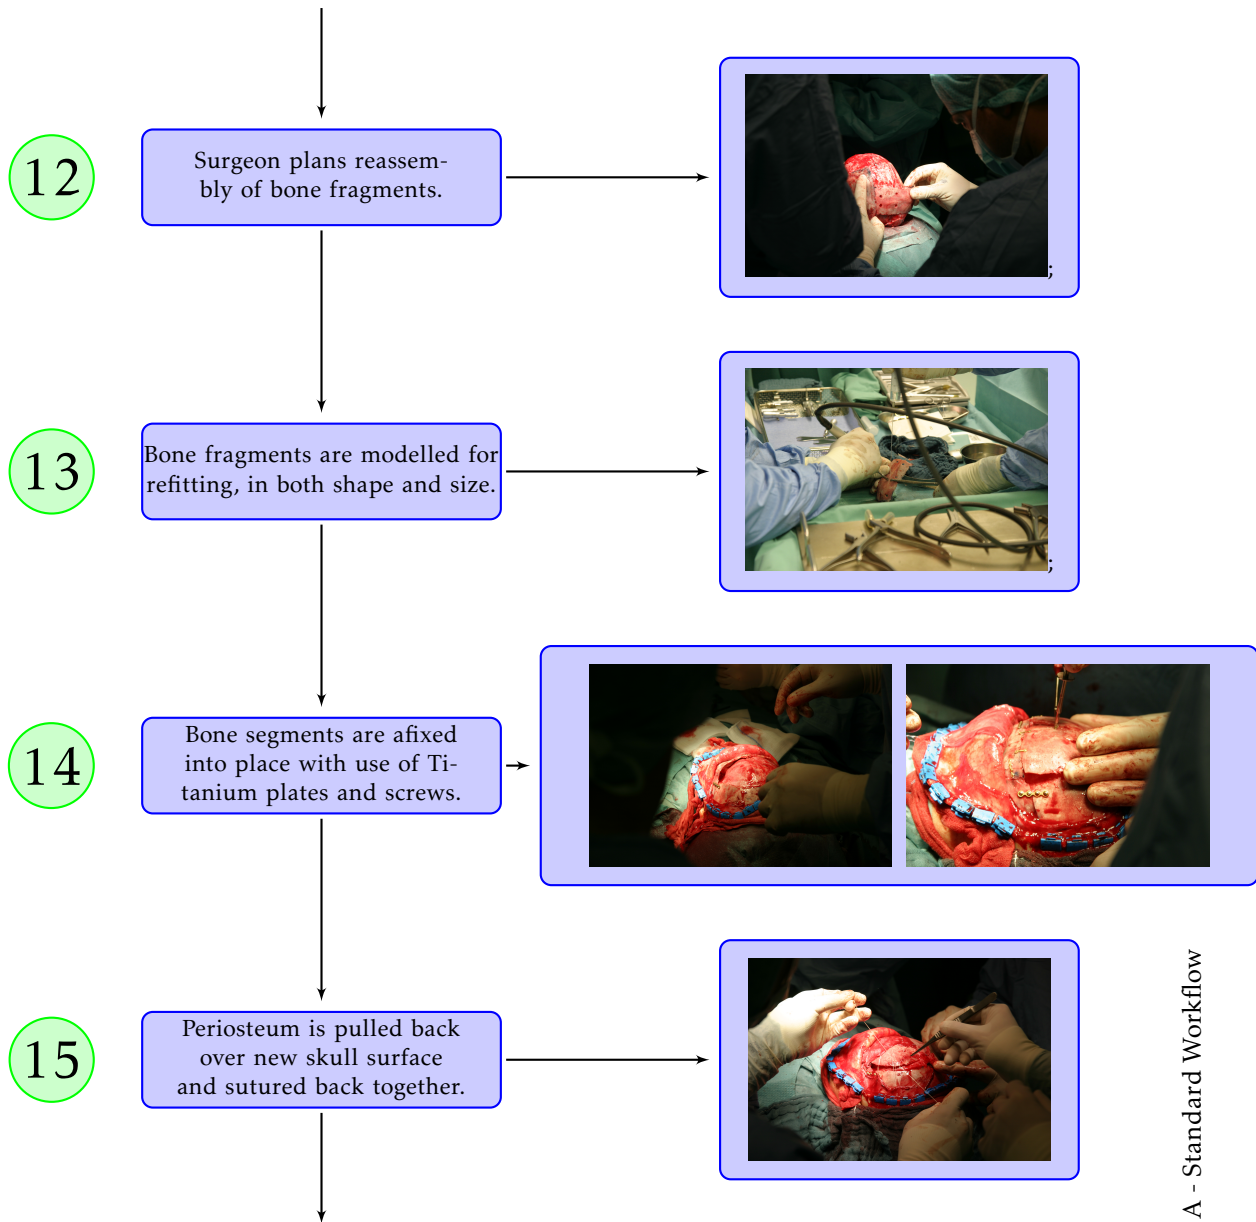 12
Surgeon plans reassem-
bly of bone fragments.
;
13
Bone fragments are modelled for
refitting, in both shape and size.
;
14
Bone segments are afixed
into place with use of Ti-
tanium plates and screws.
15
Periosteum is pulled back
over new skull surface
and sutured back together.
A - Standard Workflow